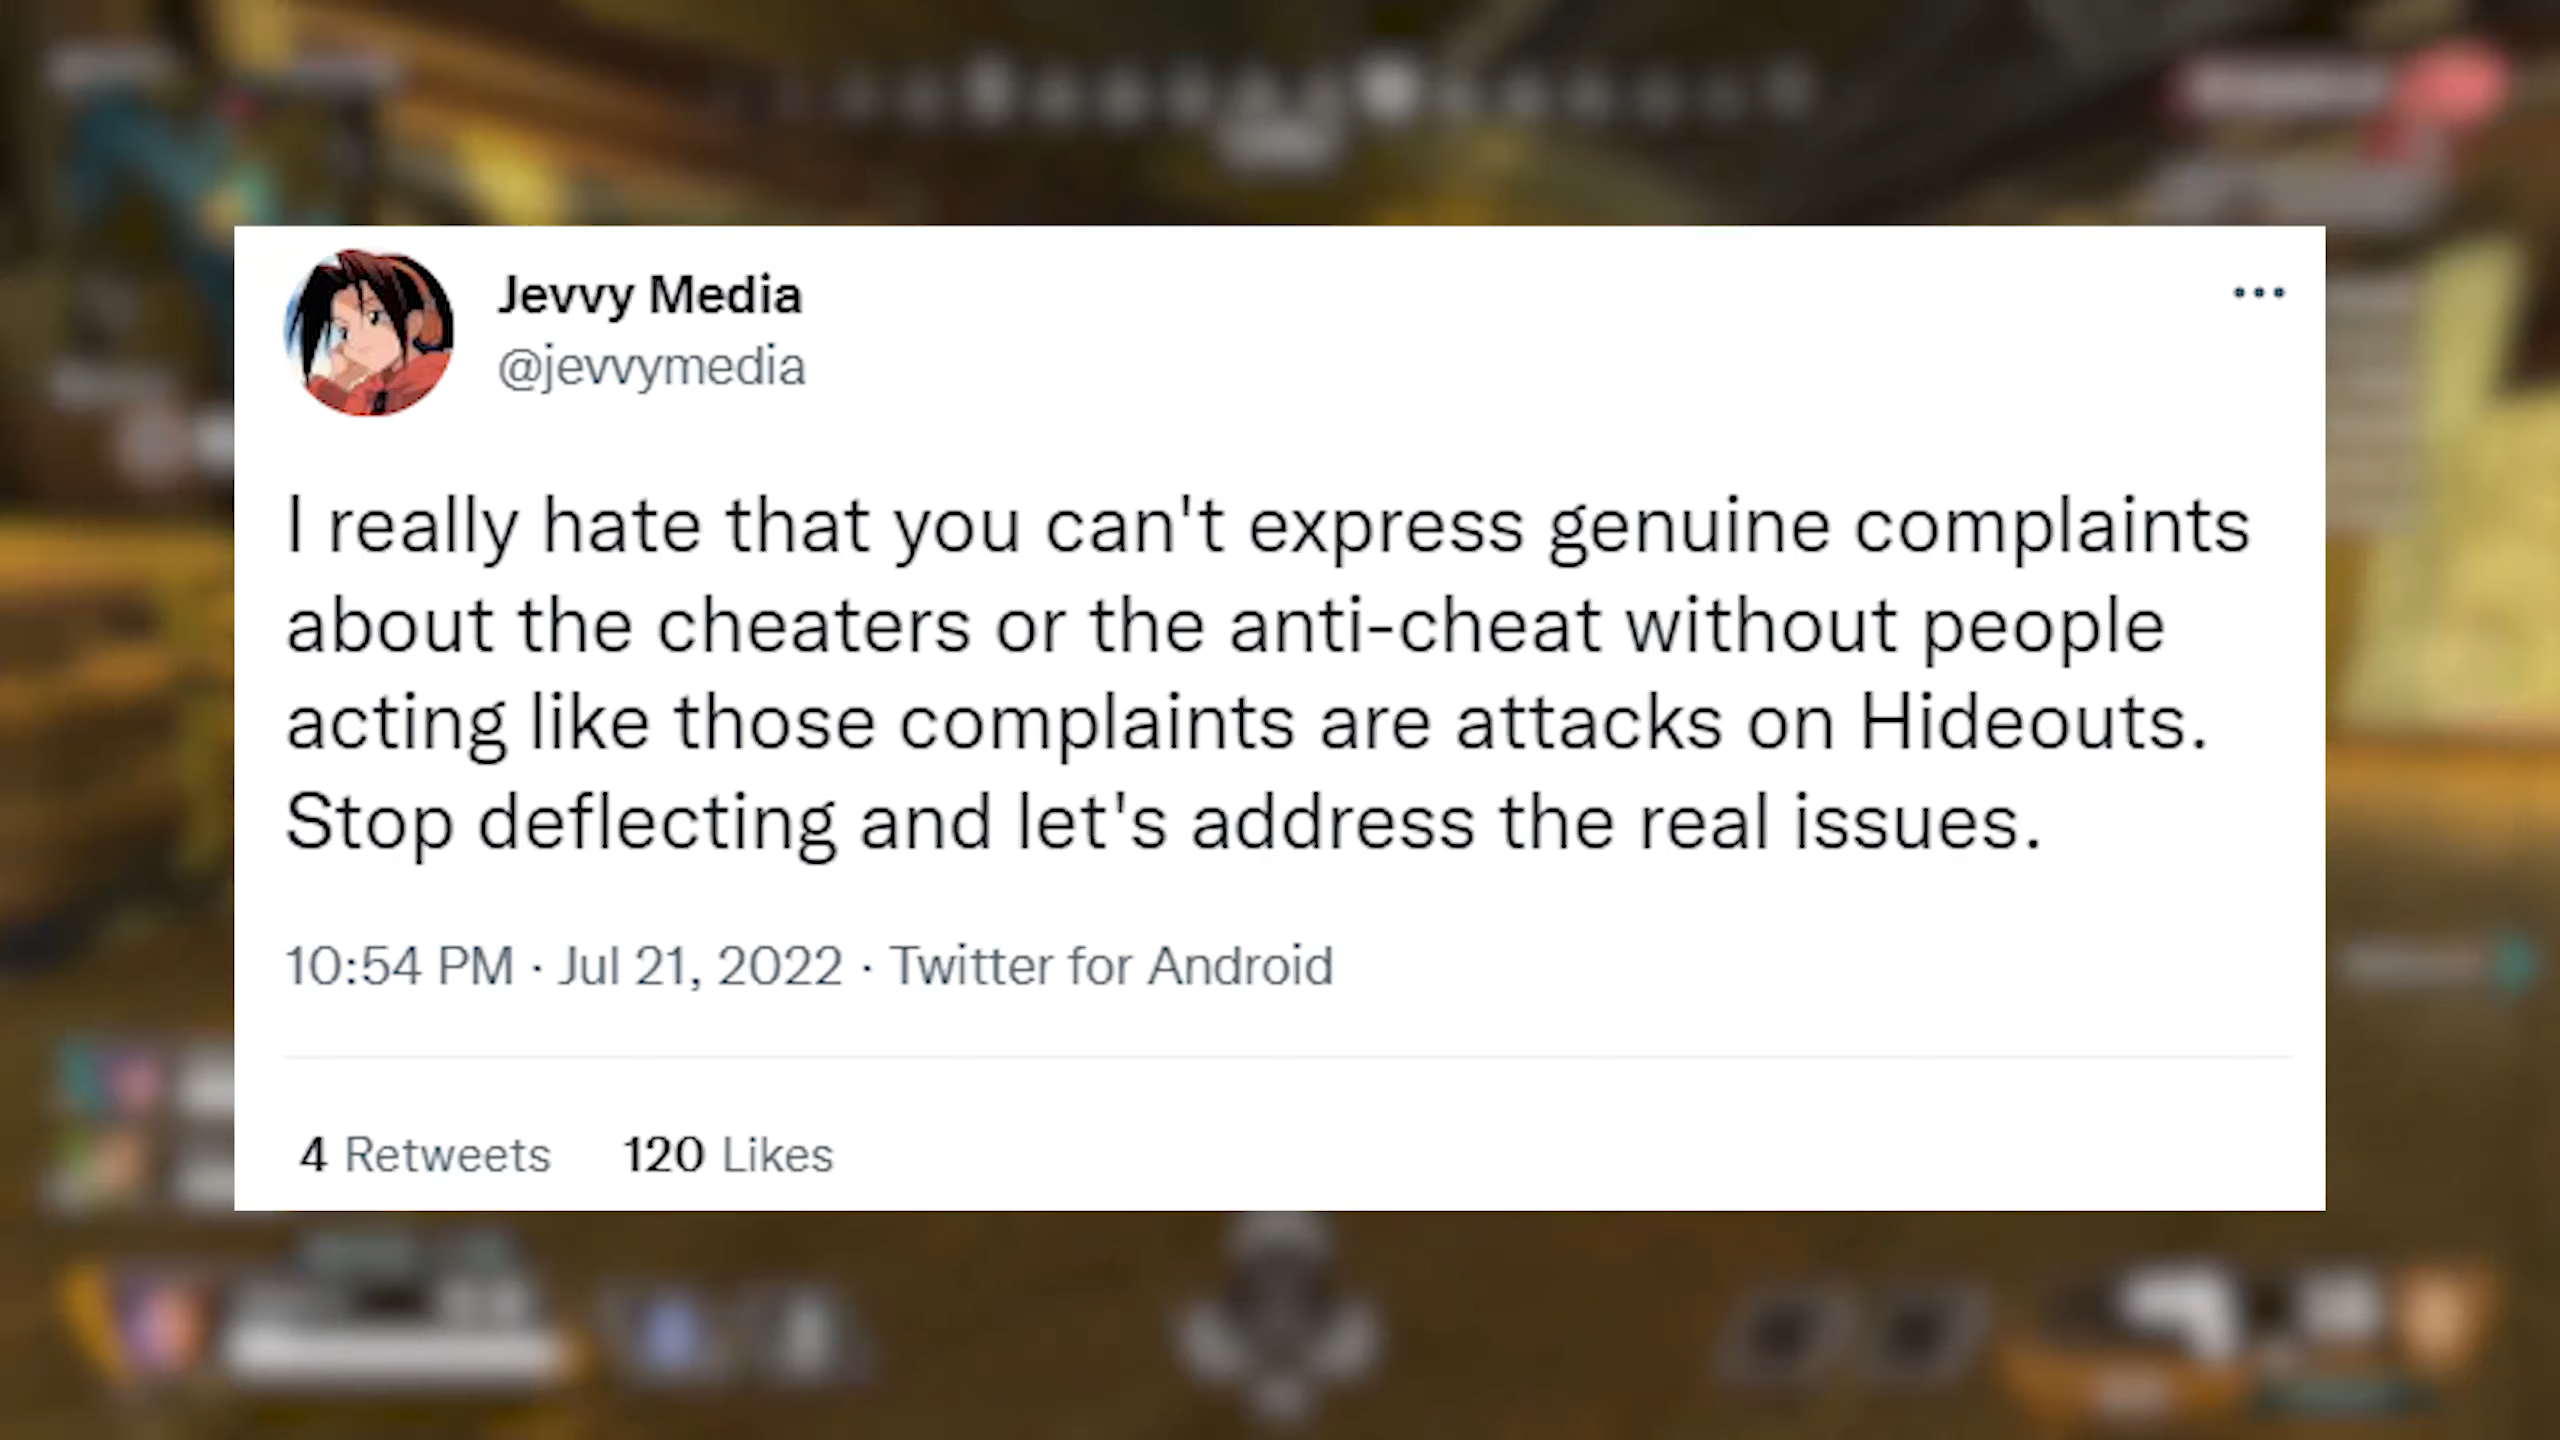 Jevvy Media
@jevvymedia
I really hate that you can't express genuine complaints
about the cheaters or the anti-cheat without people
acting like those complaints are attacks on Hideouts.
Stop deflecting and let's address the real issues.
10:54 PM · Jul 21, 2022 · Twitter for Android
4 Retweets 120 Likes